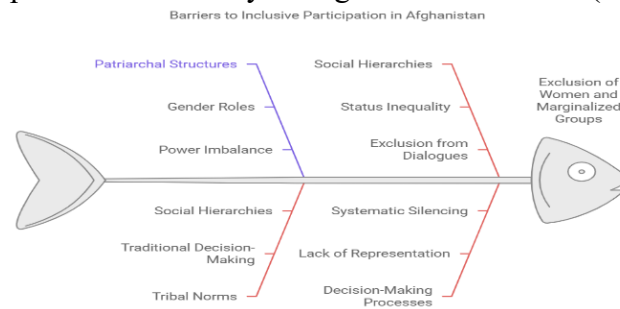 Barriers to Inclusive Participation in Afghanistan
Patriarchal Structures
Gender Roles
Power Imbalance
Social Hierarchies
Status Inequality
Exclusion from
Dialogues
Exclusion of
Women and
Marginalized
Groups
Social Hierarchies
Traditional Decision-
Making
Tribal Norms
Systematic Silencing
Lack of Representation
Decision-Making
Processes